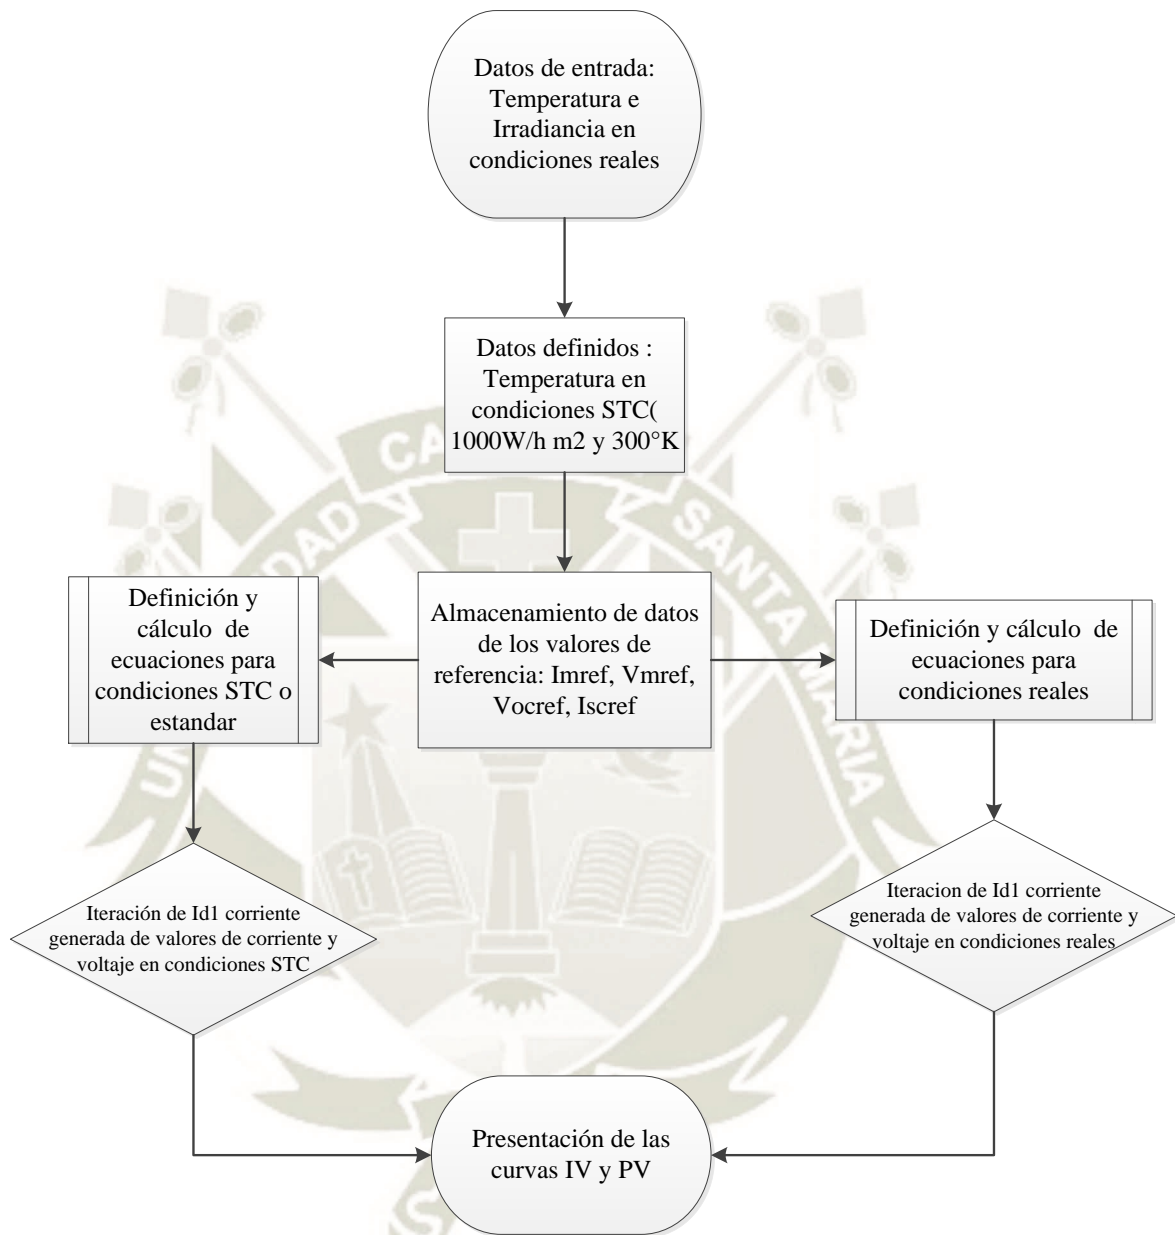 Datos de entrada:
Temperatura e
Irradiancia en
condiciones reales
Datos definidos :
Temperatura en
condiciones STC(
1000W/h m2 y 300°K
Definición y
cálculo de
ecuaciones para
condiciones STC o
estandar
Almacenamiento de datos
de los valores de
referencia: Imref, Vmref,
Vocref, Iscref
Definición y cálculo de
ecuaciones para
condiciones reales
Iteración de Id1 corriente
generada de valores de corriente y
voltaje en condiciones STC
Iteracion de Id1 corriente
generada de valores de corriente y
voltaje en condiciones reales
Presentación de las
curvas IV y PV
SANTA MARIA